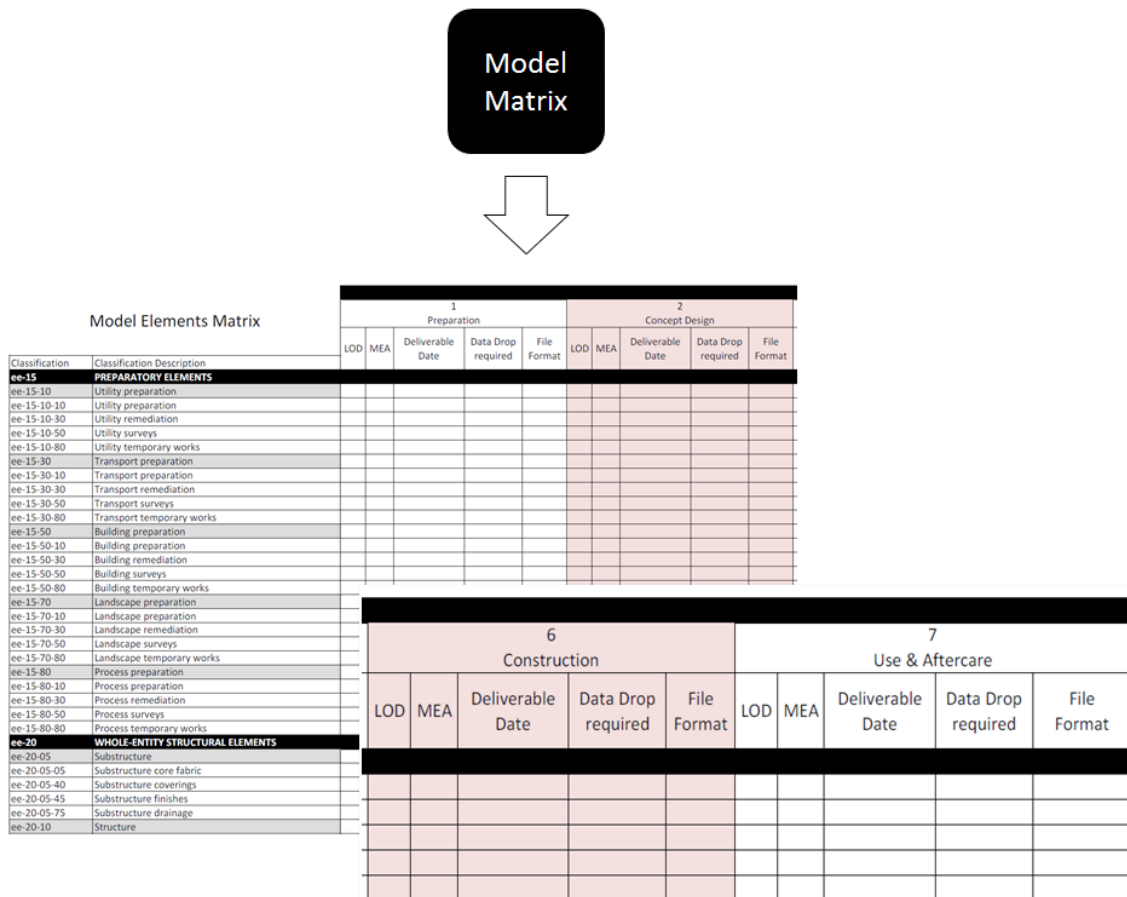 Model
Matrix
Model Elements Matrix
1
Preparation
2
Concept Design
LOD MEA Deliverable Date Data Drop required File Format LOD MEA Deliverable Date Data Drop required File Format
Classification Classification Description
ee-15 PREPARATORY ELEMENTS
ee-15-10 Utility preparation
ee-15-10-10 Utility preparation
ee-15-10-30 Utility remediation
ee-15-10-50 Utility surveys
ee-15-10-80 Utility temporary works
ee-15-30 Transport preparation
ee-15-30-10 Transport preparation
ee-15-30-30 Transport remediation
ee-15-30-50 Transport surveys
ee-15-30-80 Transport temporary works
ee-15-50 Building preparation
ee-15-50-10 Building preparation
ee-15-50-30 Building remediation
ee-15-50-50 Building surveys
ee-15-50-80 Building temporary works
ee-15-70 Landscape preparation
ee-15-70-10 Landscape preparation
ee-15-70-30 Landscape remediation
ee-15-70-50 Landscape surveys
ee-15-70-80 Landscape temporary works
ee-15-80 Process preparation
ee-15-80-10 Process preparation
ee-15-80-30 Process remediation
ee-15-80-50 Process surveys
ee-15-80-80 Process temporary works
ee-20 WHOLE-ENTITY STRUCTURAL ELEMENTS
ee-20-05 Substructure
ee-20-05-05 Substructure core fabric
ee-20-05-40 Substructure coverings
ee-20-05-45 Substructure finishes
ee-20-05-75 Substructure drainage
ee-20-10 Structure
6
Construction
7
Use & Aftercare
LOD MEA Deliverable Date Data Drop required File Format LOD MEA Deliverable Date Data Drop required File Format